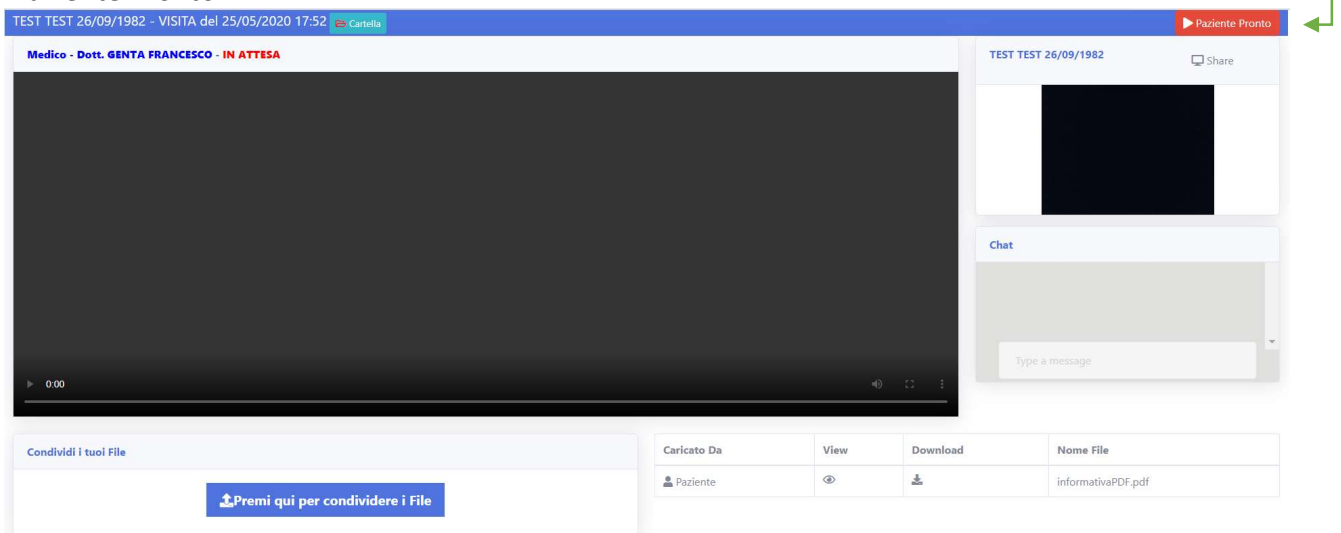 TEST TEST 26/09/1982 - VISITA del 25/05/2020 17:52 Cartella
Paziente Pronto
Medico - Dott. GENTA FRANCESCO - IN ATTESA
TEST TEST 26/09/1982
Share
0:00
Chat
Type a message
Condividi i tuoi File
Premi qui per condividere i File
Caricato Da View Download Nome File
Paziente informativaPDF.pdf